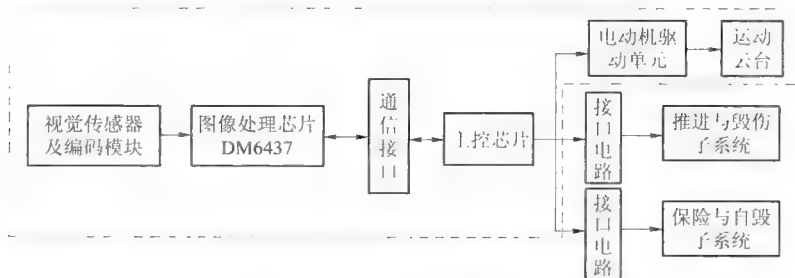 视觉传感器
及编码模块
图像处理芯片
DM6437
通
信
接
口
主控芯片
电动机驱
动单元
运动
云台
接
口
电
路
推进与毁伤
子系统
接
口
电
路
保险与自毁
子系统